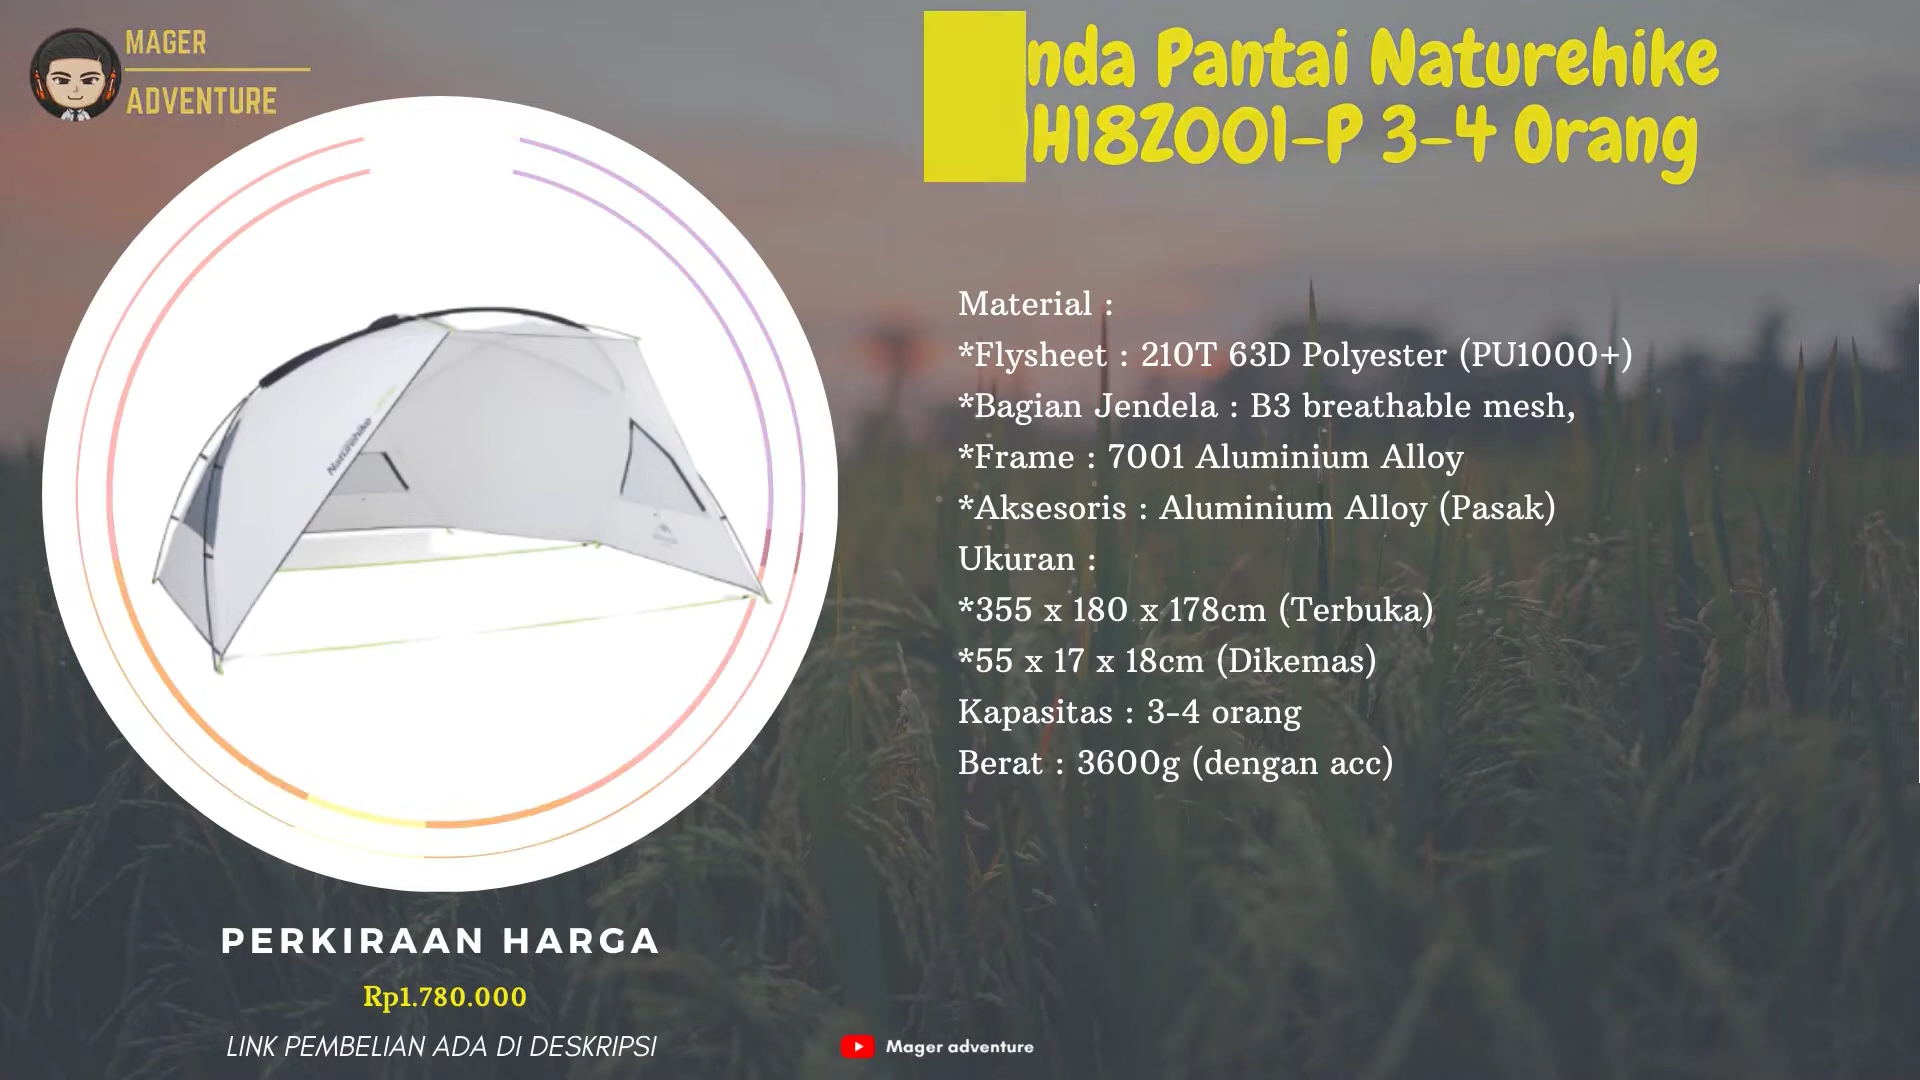 MAGER
ADVENTURE
Pantai Naturehike
3-4 Orang
Naturehike
Material :
*Flysheet : 210T 63D Polyester (PU1000+)
*Bagian Jendela : B3 breathable mesh,
*Frame : 7001 Aluminium Alloy
*Aksesoris : Aluminium Alloy (Pasak)
Ukuran :
*355 x 180 x 178cm (Terbuka)
*55 x 17 x 18cm (Dikemas)
Kapasitas : 3-4 orang
Berat : 3600g (dengan acc)
PERKIRAAN HARGA
Rp1.780.000
LINK PEMBELIAN ADA DI DESKRIPSI
Mager adventure